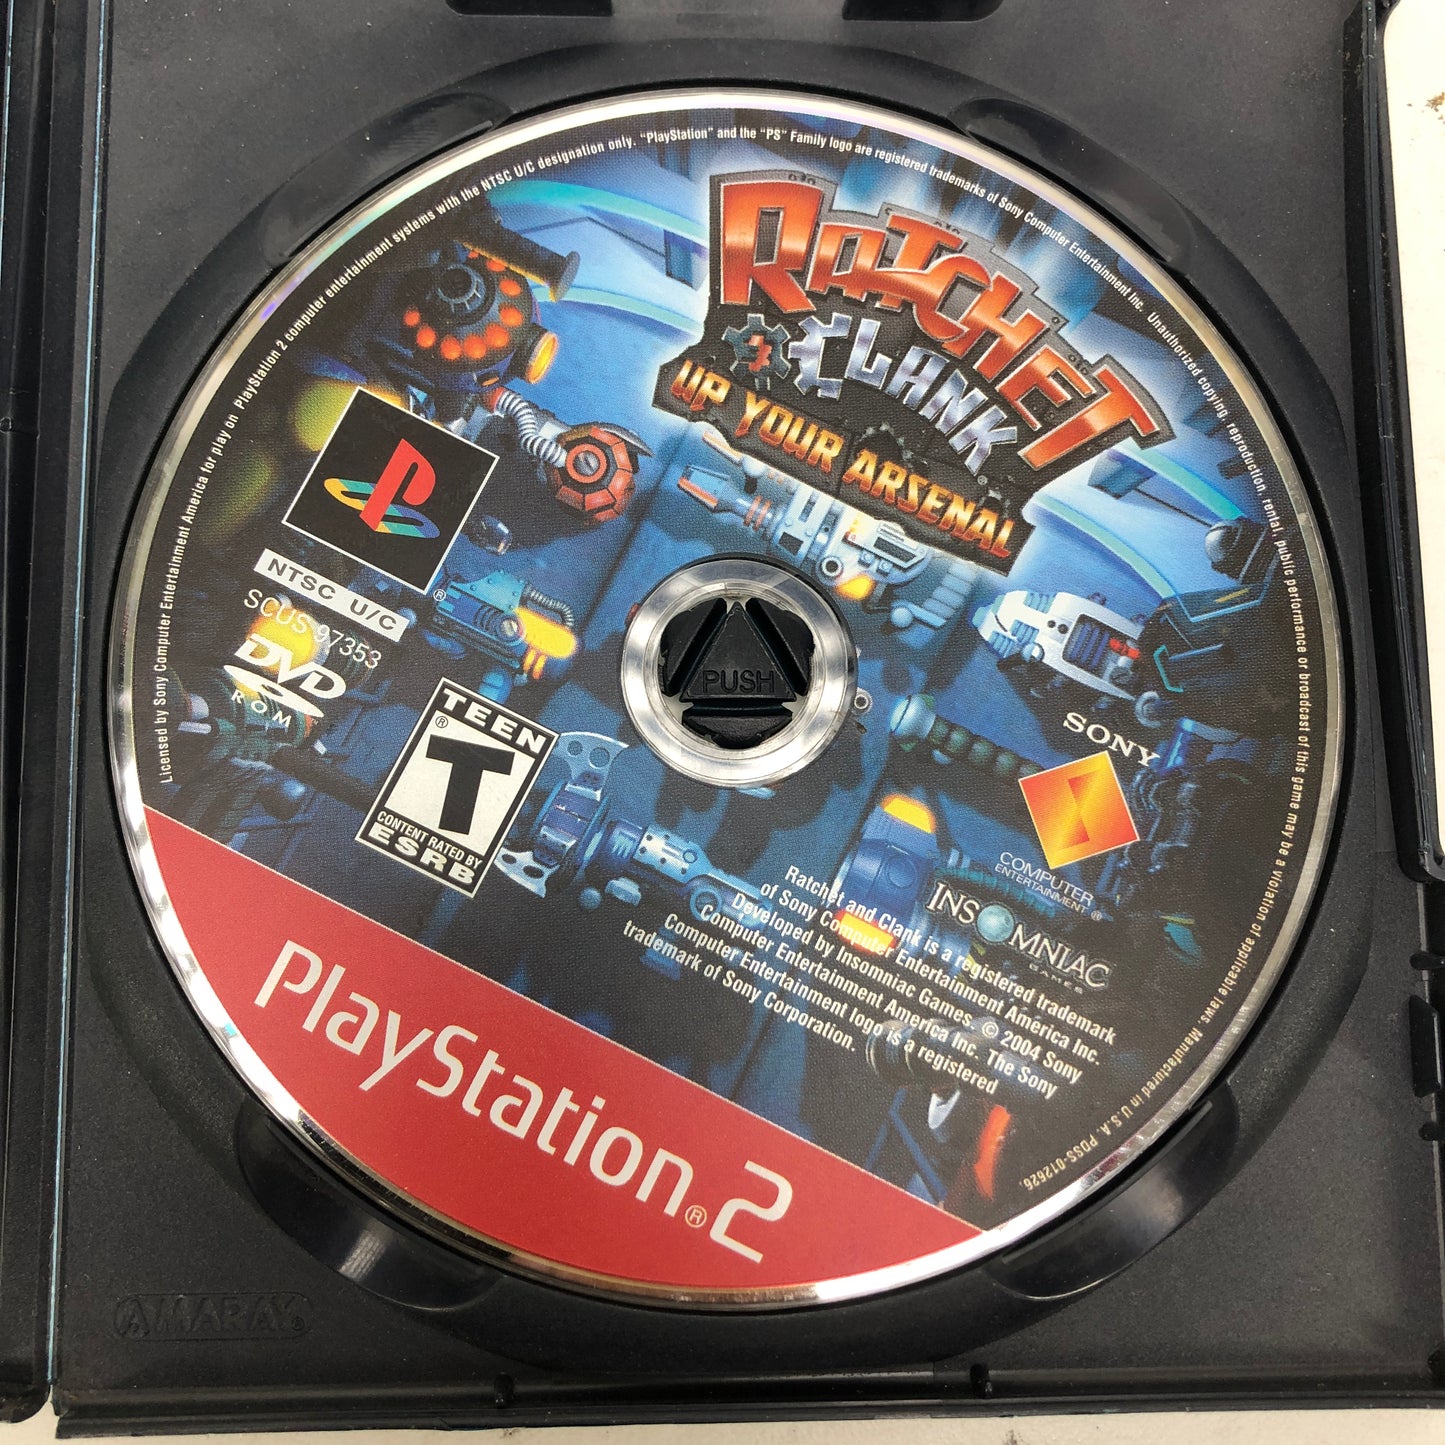 Licensed by Sony Computer Entertainment America for play on PlayStation 2 computer entertainment systems with the NTSC U/C designation only. "PlayStation" and the "PS" Family logo are registered trademarks of Sony Computer Entertainment Inc. Unauthorized copying, reproduction, rental, public performance or broadcast of this game may be a violation of applicable laws. Manufactured in U.S.A. PDSS-012626.
RATCHET
CLANK
UP YOUR ARSENAL
NTSC U/C
®
SCUS 97353
DVD
ROM
PUSH
TEEN
®
T
CONTENT RATED BY
ESRB
SONY
COMPUTER
ENTERTAINMENT ®
INSOMNIAC
GAMES
Ratchet and Clank is a registered trademark
of Sony Computer Entertainment America Inc.
Developed by Insomniac Games. © 2004 Sony
Computer Entertainment America Inc. The Sony
Computer Entertainment logo is a registered
trademark of Sony Corporation.
PlayStation®2
AMARAY®